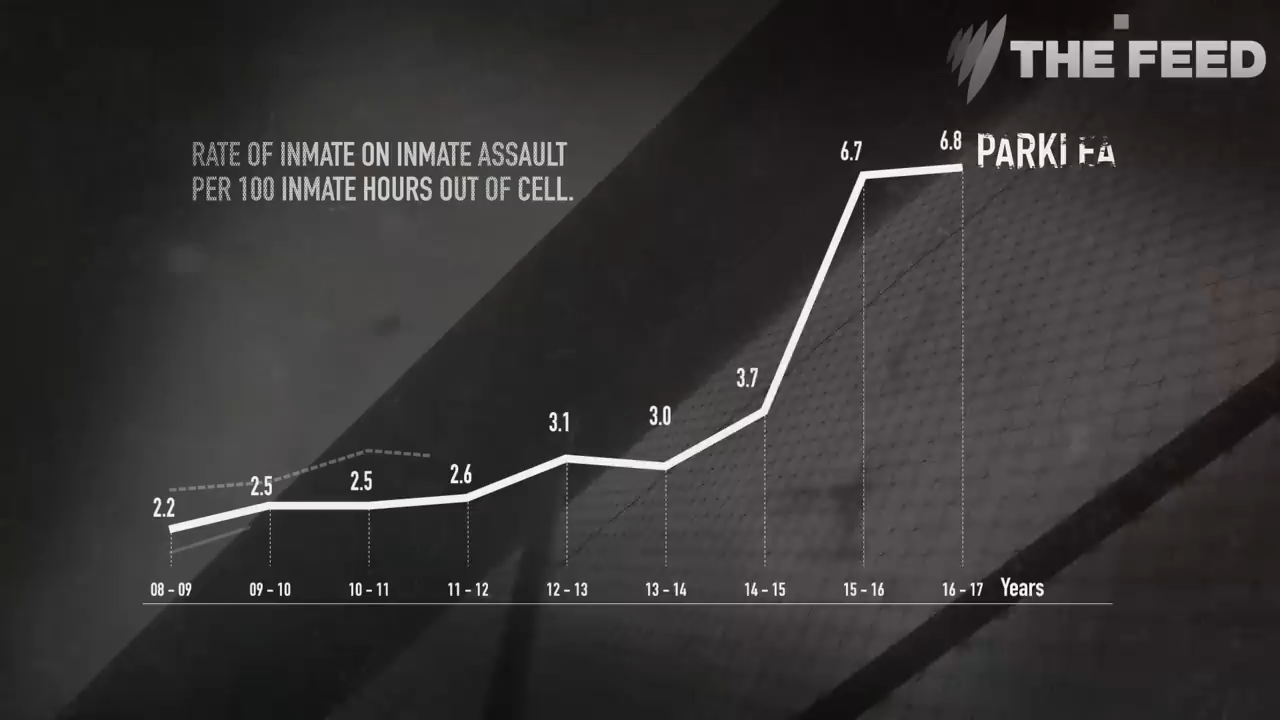 THE FEED
RATE OF INMATE ON INMATE ASSAULT
PER 100 INMATE HOURS OUT OF CELL.
6.8
6.7
3.7
3.1
3.0
2.6
2.5
2.5
2.2
08 – 09 09 – 10 10 – 11 11 – 12 12 – 13 13 – 14 14 – 15 15 – 16 16 – 17 Years